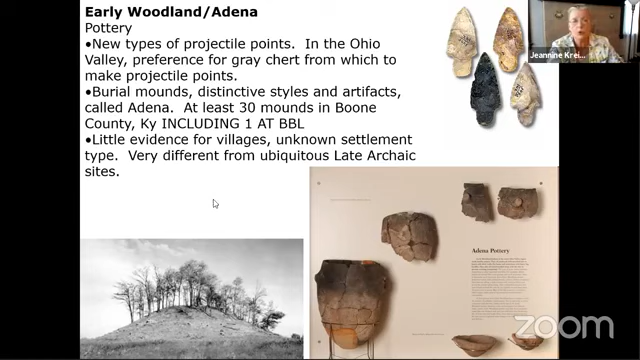 Early Woodland/Adena
Pottery
•New types of projectile points.  In the Ohio
Valley, preference for gray chert from which to
make projectile points.
•Burial mounds, distinctive styles and artifacts,
called Adena.  At least 30 mounds in Boone
County, Ky INCLUDING 1 AT BBL
•Little evidence for villages, unknown settlement
type.  Very different from ubiquitous Late Archaic
sites.
Jeannine Krei...
Adena Pottery
zoom